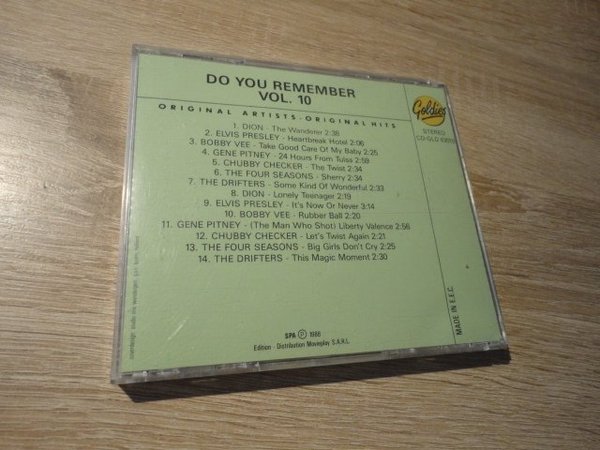 DO YOU REMEMBER
VOL. 10
ORIGINAL ARTISTS - ORIGINAL HITS
Goldies
STEREO
CD-GLD
1. DION - The Wanderer 2:38
2. ELVIS PRESLEY - Heartbreak Hotel 2:06
3. BOBBY VEE - Take Good Care Of My Baby 2:25
4. GENE PITNEY - 24 Hours From Tulsa 2:58
5. CHUBBY CHECKER - The Twist 2:34
6. THE FOUR SEASONS - Sherry 2:34
7. THE DRIFTERS - Some Kind Of Wonderful 2:33
8. DION - Lonely Teenager 2:19
9. ELVIS PRESLEY - It's Now Or Never 3:14
10. BOBBY VEE - Rubber Ball 2:20
11. GENE PITNEY - (The Man Who Shot) Liberty Valence 2:56
12. CHUBBY CHECKER - Let's Twist Again 2:21
13. THE FOUR SEASONS - Big Girls Don't Cry 2:25
14. THE DRIFTERS - This Magic Moment 2:30
SPA ℗ 1988
Edition - Distribution Movieplay S.A.R.L.
MADE IN E.E.C.